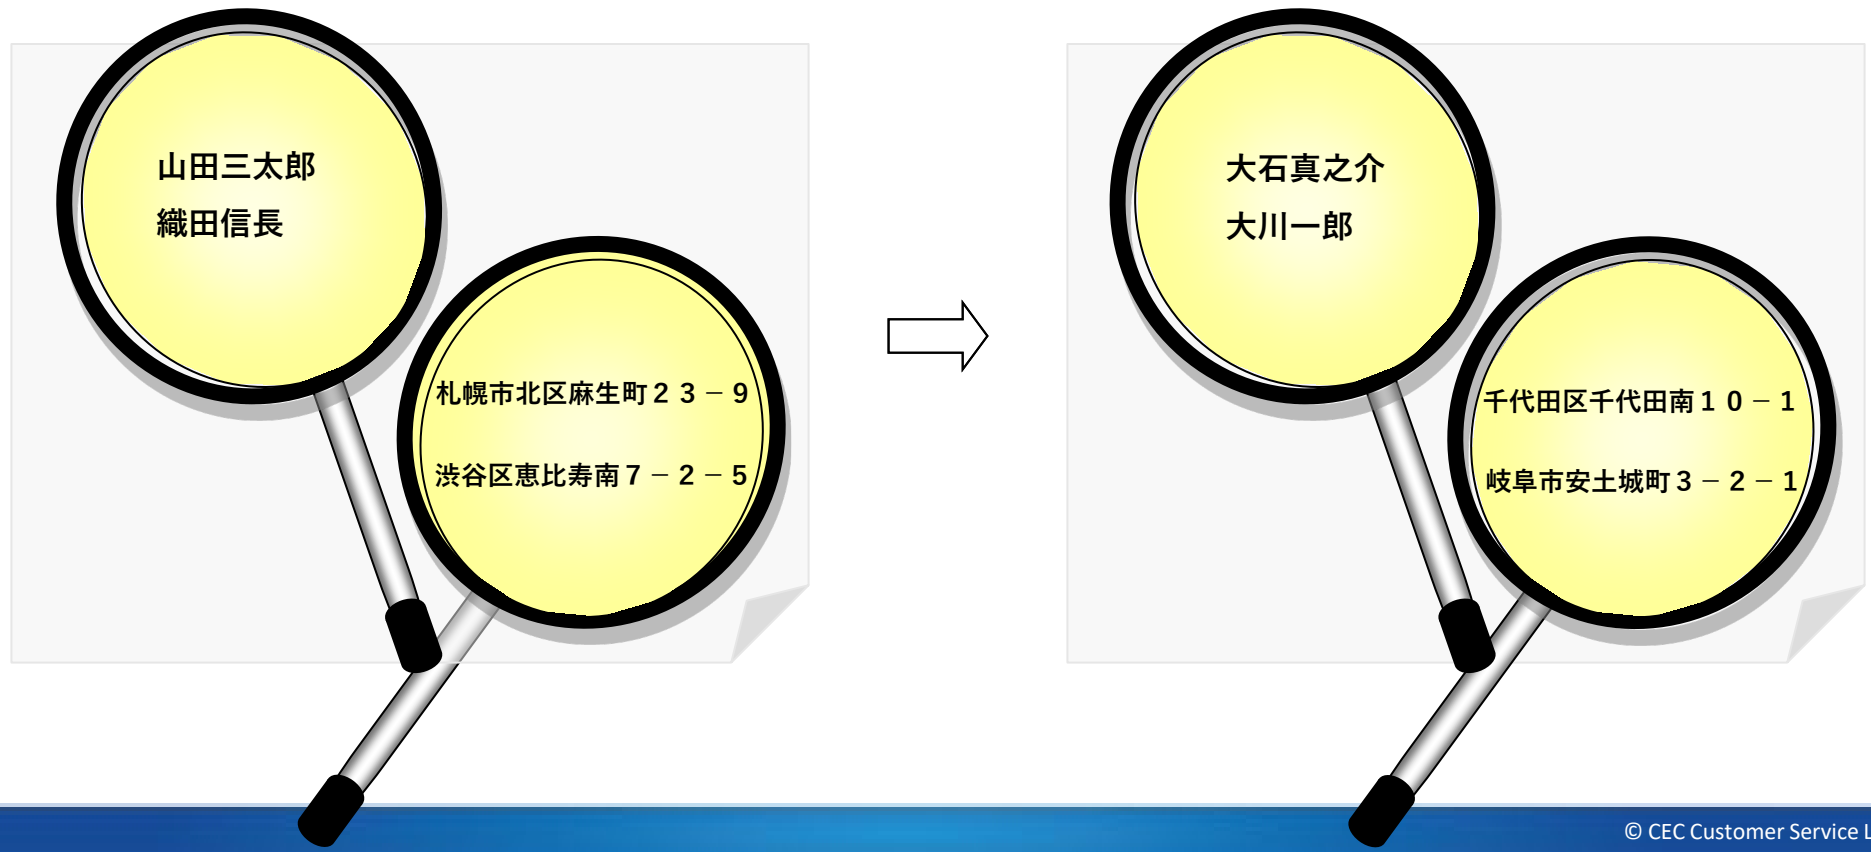 山田三太郎
織田信長
札幌市北区麻生町２３－９
渋谷区恵比寿南７－２－５
大石真之介
大川一郎
千代田区千代田南１０－１
岐阜市安土城町３－２－１
© CEC Customer Service L